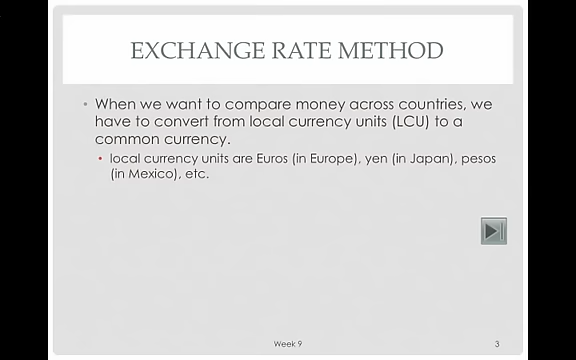 EXCHANGE RATE METHOD
• When we want to compare money across countries, we
have to convert from local currency units (LCU) to a
common currency.
• local currency units are Euros (in Europe), yen (in Japan), pesos
(in Mexico), etc.
Week 9
3